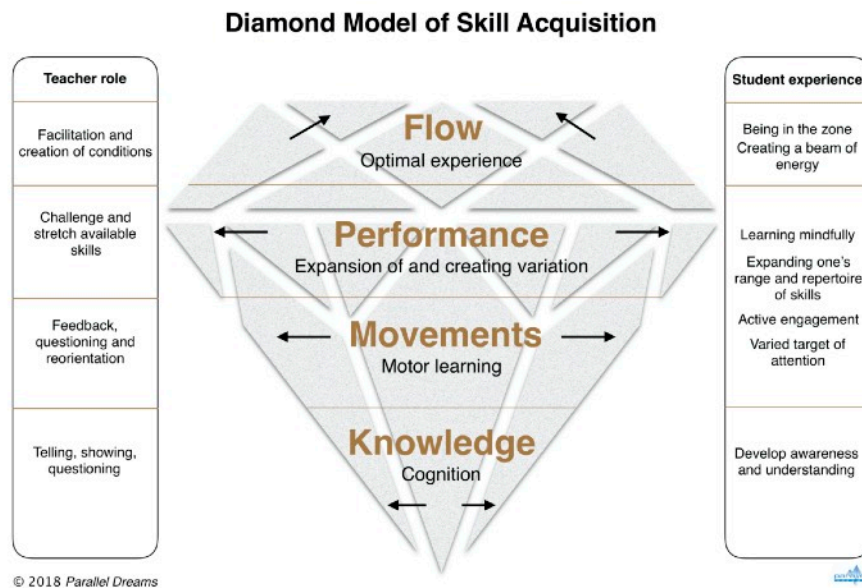 Diamond Model of Skill Acquisition
Teacher role
Facilitation and
creation of conditions
Challenge and
stretch available
skills
Feedback,
questioning and
reorientation
Telling, showing,
questioning
Flow
Optimal experience
Performance
Expansion of and creating variation
Movements
Motor learning
Knowledge
Cognition
Student experience
Being in the zone
Creating a beam of
energy
Learning mindfully
Expanding one's
range and repertoire
of skills
Active engagement
Varied target of
attention
Develop awareness
and understanding
© 2018 Parallel Dreams